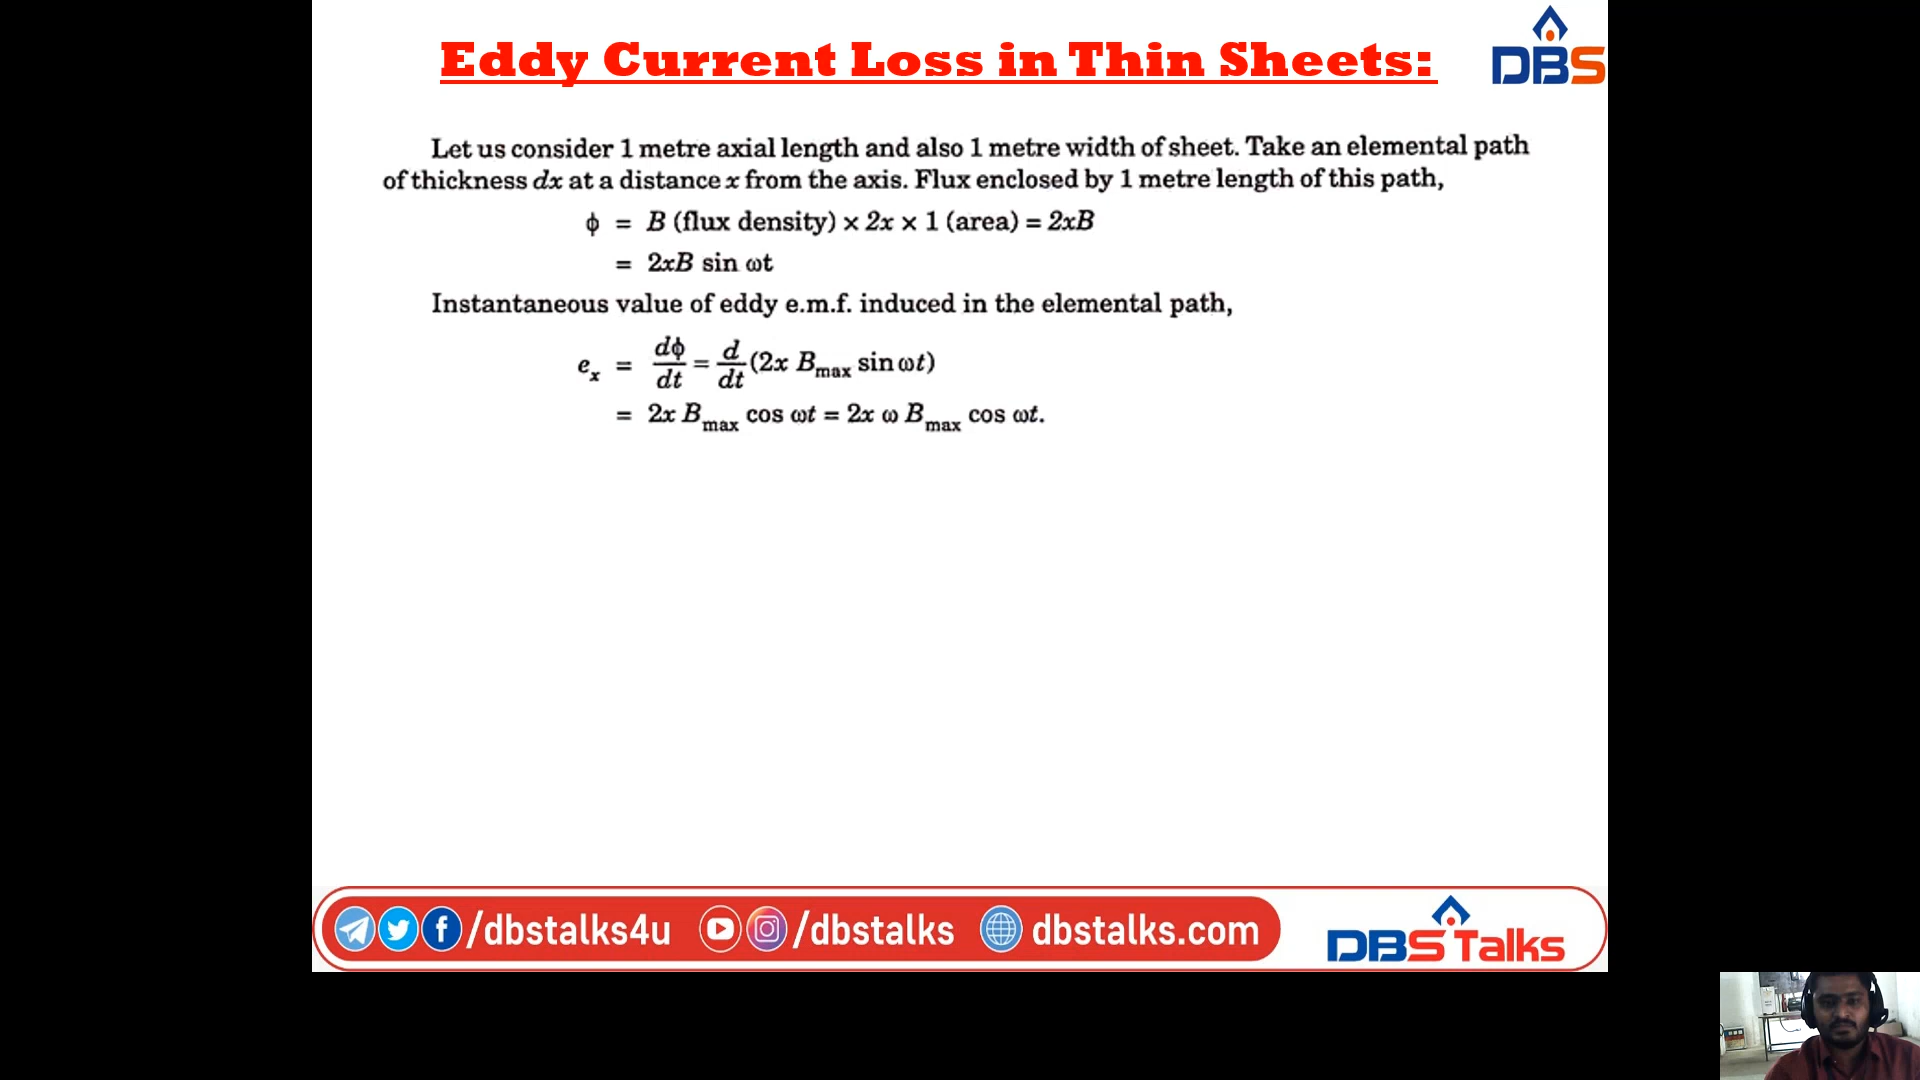 Eddy Current Loss in Thin Sheets:
DBS
Let us consider 1 metre axial length and also 1 metre width of sheet. Take an elemental path
of thickness dx at a distance x from the axis. Flux enclosed by 1 metre length of this path,
ϕ = B (flux density) × 2x × 1 (area) = 2xB
= 2xB sin ωt
Instantaneous value of eddy e.m.f. induced in the elemental path,
e_x = dϕ/dt = d/dt (2x B_max sin ωt)
= 2x B_max cos ωt = 2x ω B_max cos ωt.
/dbstalks4u /dbstalks dbstalks.com DBS Talks